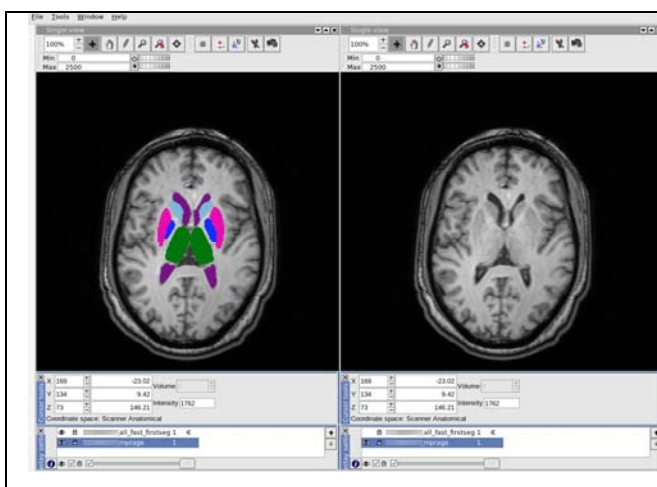 File Tools Window Help
Single view
Single view
100%
100%
Min 0
Max 2500
Min 0
Max 2500
X 169 -23.02 Volume
Y 134 9.42 Intensity 1762
Z 73 146.21
Coordinate space: Scanner Anatomical
all_fast_firstseg 1
mprage 1
X 169 -23.02 Volume
Y 134 9.42 Intensity 1762
Z 73 146.21
Coordinate space: Scanner Anatomical
all_fast_firstseg 1
mprage 1